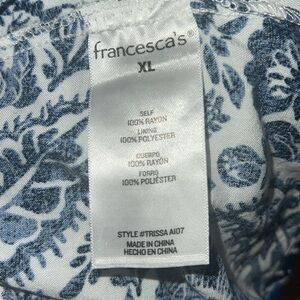 francesca's®
XL
SELF
100% RAYON
LINING
100% POLYESTER
CUERPO
100% RAYÓN
FORRO
100% POLIÉSTER
STYLE #TRISSA AI07
MADE IN CHINA
HECHO EN CHINA